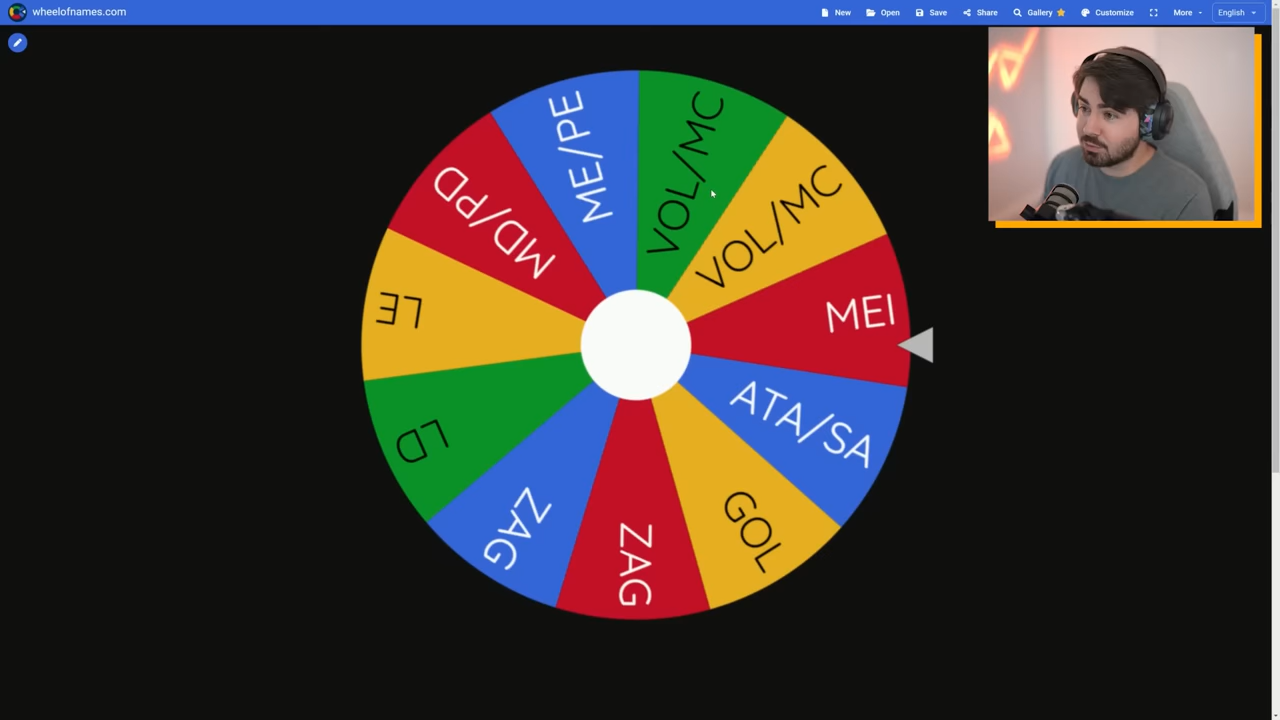 wheelofnames.com
New
Open
Save
Share
Gallery
Customize
More
English
ME/PE
VOL/MC
VOL/MC
MEI
ATA/SA
GOL
ZAG
ZAG
LD
LE
MD/PD